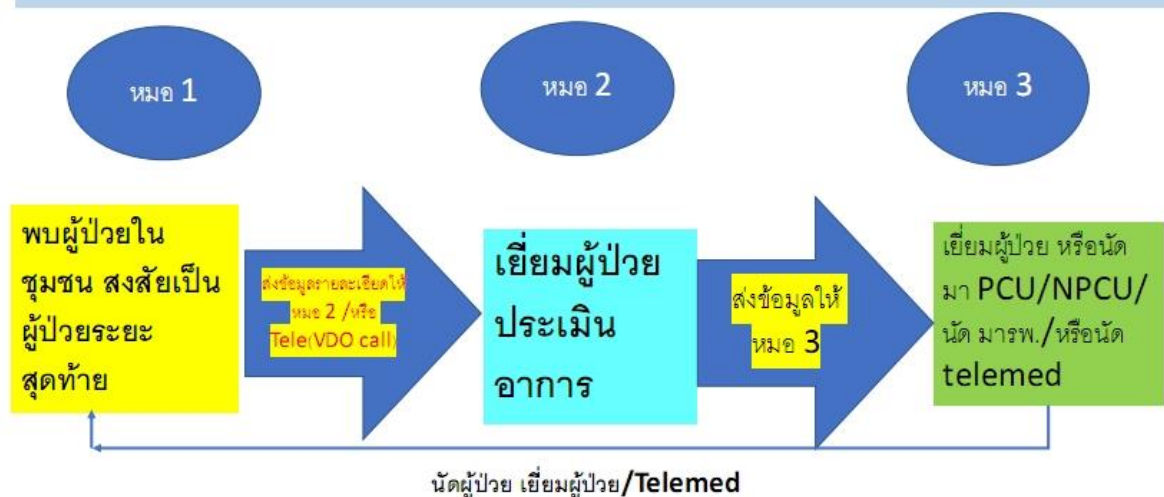 หมอ 1
หมอ 2
หมอ 3
พบผู้ป่วยใน
ชุมชน สงสัยเป็น
ผู้ป่วยระยะ
สุดท้าย
ส่งข้อมูลรายละเอียดให้
หมอ 2 /หรือ
Tele(VDO call)
เยี่ยมผู้ป่วย
ประเมิน
อาการ
ส่งข้อมูลให้
หมอ 3
เยี่ยมผู้ป่วย หรือนัด
มา PCU/NPCU/
นัด มารพ./หรือนัด
telemed
นัดผู้ป่วย เยี่ยมผู้ป่วย/Telemed